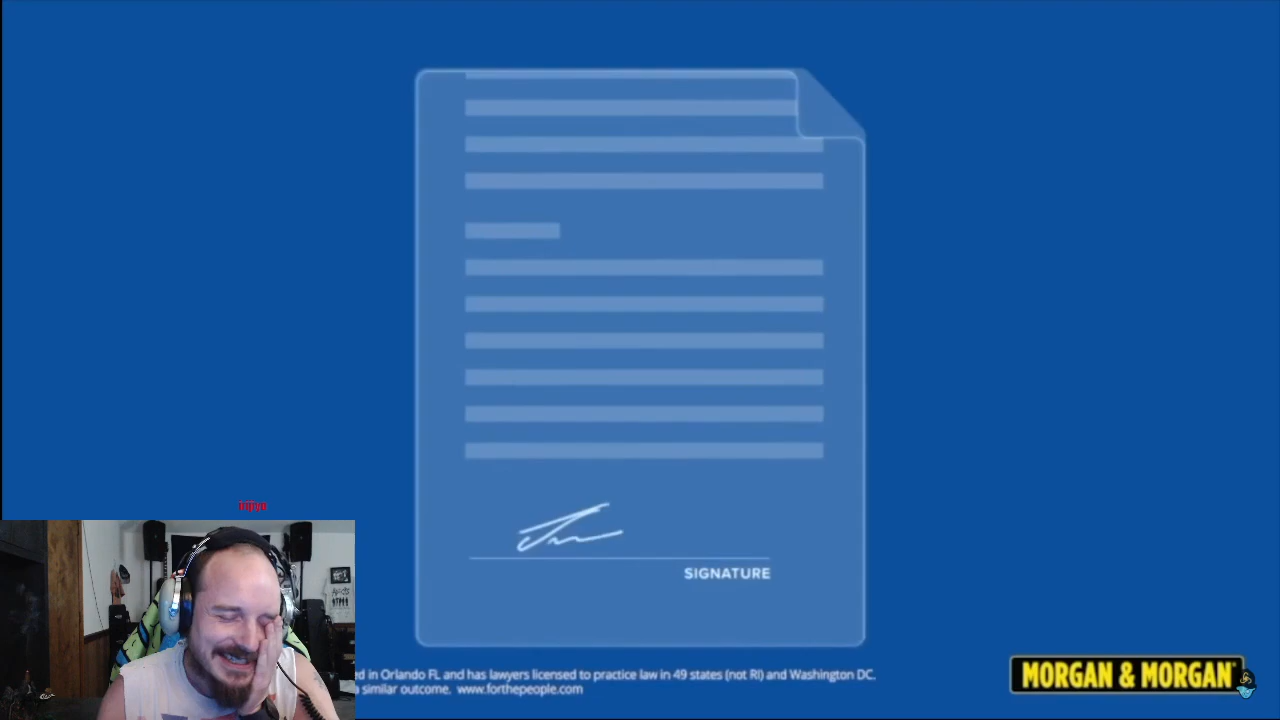 SIGNATURE
in Orlando FL and has lawyers licensed to practice law in 49 states (not RI) and Washington DC.
similar outcome. www.forthepeople.com
MORGAN & MORGAN